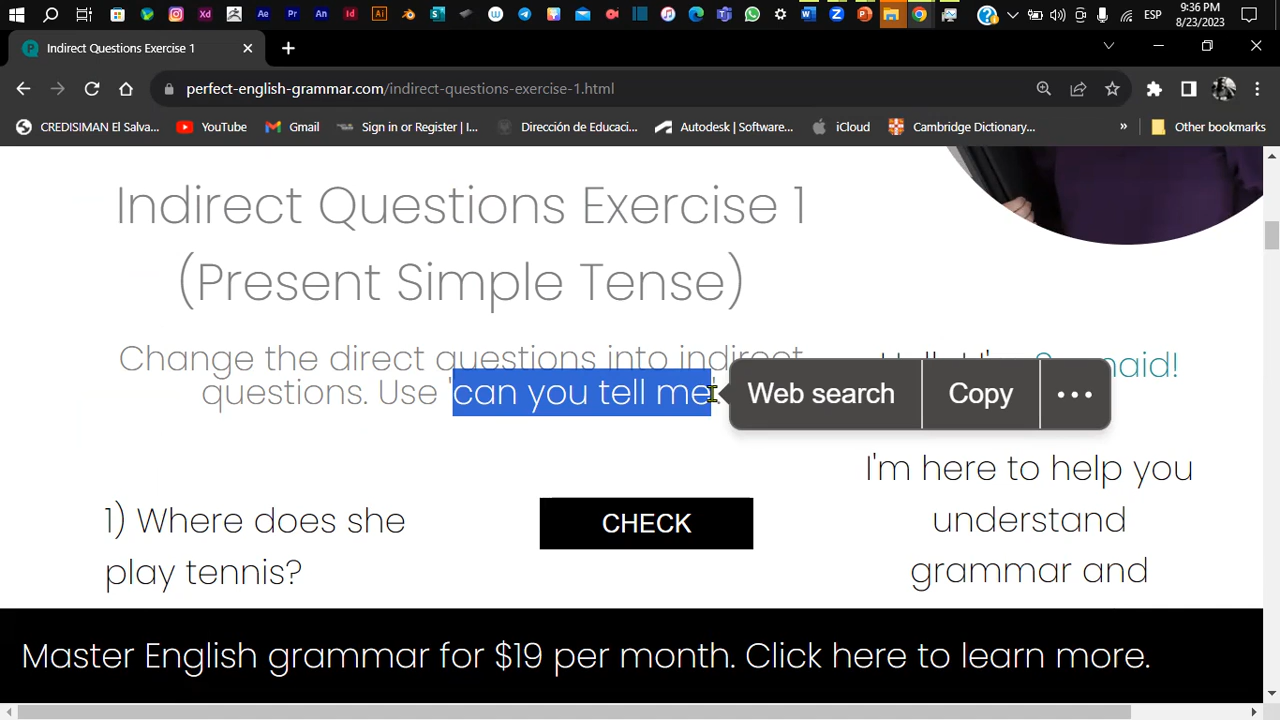 ESP
9:36 PM
8/23/2023
Indirect Questions Exercise 1
perfect-english-grammar.com/indirect-questions-exercise-1.html
CREDISIMAN El Salva...
YouTube
Gmail
Sign in or Register | I...
Dirección de Educaci...
Autodesk | Software...
iCloud
Cambridge Dictionary...
»
Other bookmarks
Indirect Questions Exercise 1
(Present Simple Tense)
Change the direct questions into indirect
questions. Use 'can you tell me'.
Web search
Copy
1) Where does she
play tennis?
CHECK
I'm here to help you
understand
grammar and
Master English grammar for $19 per month. Click here to learn more.